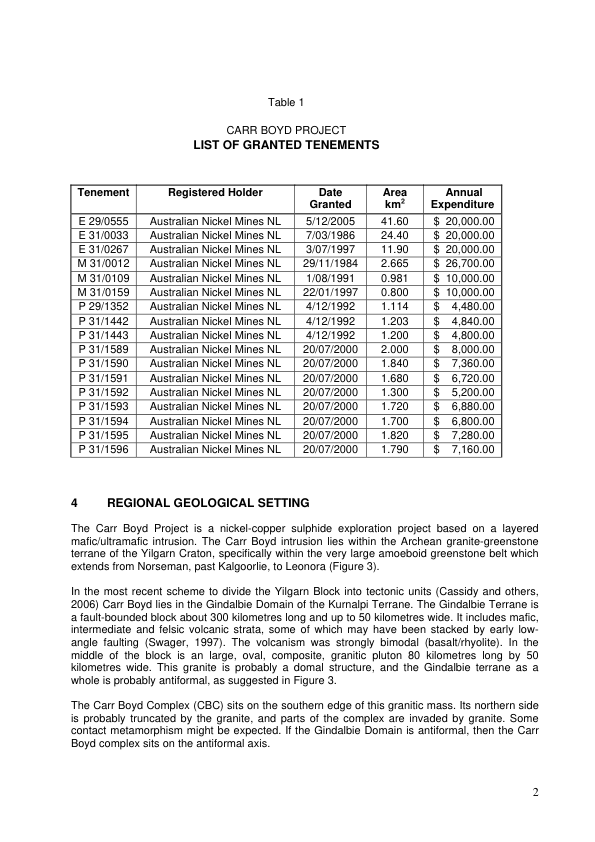 Table 1
CARR BOYD PROJECT
LIST OF GRANTED TENEMENTS
Tenement Registered Holder Date Granted Area km² Annual Expenditure
E 29/0555 Australian Nickel Mines NL 5/12/2005 41.60 $ 20,000.00
E 31/0033 Australian Nickel Mines NL 7/03/1986 24.40 $ 20,000.00
E 31/0267 Australian Nickel Mines NL 3/07/1997 11.90 $ 20,000.00
M 31/0012 Australian Nickel Mines NL 29/11/1984 2.665 $ 26,700.00
M 31/0109 Australian Nickel Mines NL 1/08/1991 0.981 $ 10,000.00
M 31/0159 Australian Nickel Mines NL 22/01/1997 0.800 $ 10,000.00
P 29/1352 Australian Nickel Mines NL 4/12/1992 1.114 $ 4,480.00
P 31/1442 Australian Nickel Mines NL 4/12/1992 1.203 $ 4,840.00
P 31/1443 Australian Nickel Mines NL 4/12/1992 1.200 $ 4,800.00
P 31/1589 Australian Nickel Mines NL 20/07/2000 2.000 $ 8,000.00
P 31/1590 Australian Nickel Mines NL 20/07/2000 1.840 $ 7,360.00
P 31/1591 Australian Nickel Mines NL 20/07/2000 1.680 $ 6,720.00
P 31/1592 Australian Nickel Mines NL 20/07/2000 1.300 $ 5,200.00
P 31/1593 Australian Nickel Mines NL 20/07/2000 1.720 $ 6,880.00
P 31/1594 Australian Nickel Mines NL 20/07/2000 1.700 $ 6,800.00
P 31/1595 Australian Nickel Mines NL 20/07/2000 1.820 $ 7,280.00
P 31/1596 Australian Nickel Mines NL 20/07/2000 1.790 $ 7,160.00
4 REGIONAL GEOLOGICAL SETTING
The Carr Boyd Project is a nickel-copper sulphide exploration project based on a layered
mafic/ultramafic intrusion. The Carr Boyd intrusion lies within the Archean granite-greenstone
terrane of the Yilgarn Craton, specifically within the very large amoeboid greenstone belt which
extends from Norseman, past Kalgoorlie, to Leonora (Figure 3).
In the most recent scheme to divide the Yilgarn Block into tectonic units (Cassidy and others,
2006) Carr Boyd lies in the Gindalbie Domain of the Kurnalpi Terrane. The Gindalbie Terrane is
a fault-bounded block about 300 kilometres long and up to 50 kilometres wide. It includes mafic,
intermediate and felsic volcanic strata, some of which may have been stacked by early low-
angle faulting (Swager, 1997). The volcanism was strongly bimodal (basalt/rhyolite). In the
middle of the block is an large, oval, composite, granitic pluton 80 kilometres long by 50
kilometres wide. This granite is probably a domal structure, and the Gindalbie terrane as a
whole is probably antiformal, as suggested in Figure 3.
The Carr Boyd Complex (CBC) sits on the southern edge of this granitic mass. Its northern side
is probably truncated by the granite, and parts of the complex are invaded by granite. Some
contact metamorphism might be expected. If the Gindalbie Domain is antiformal, then the Carr
Boyd complex sits on the antiformal axis.
2